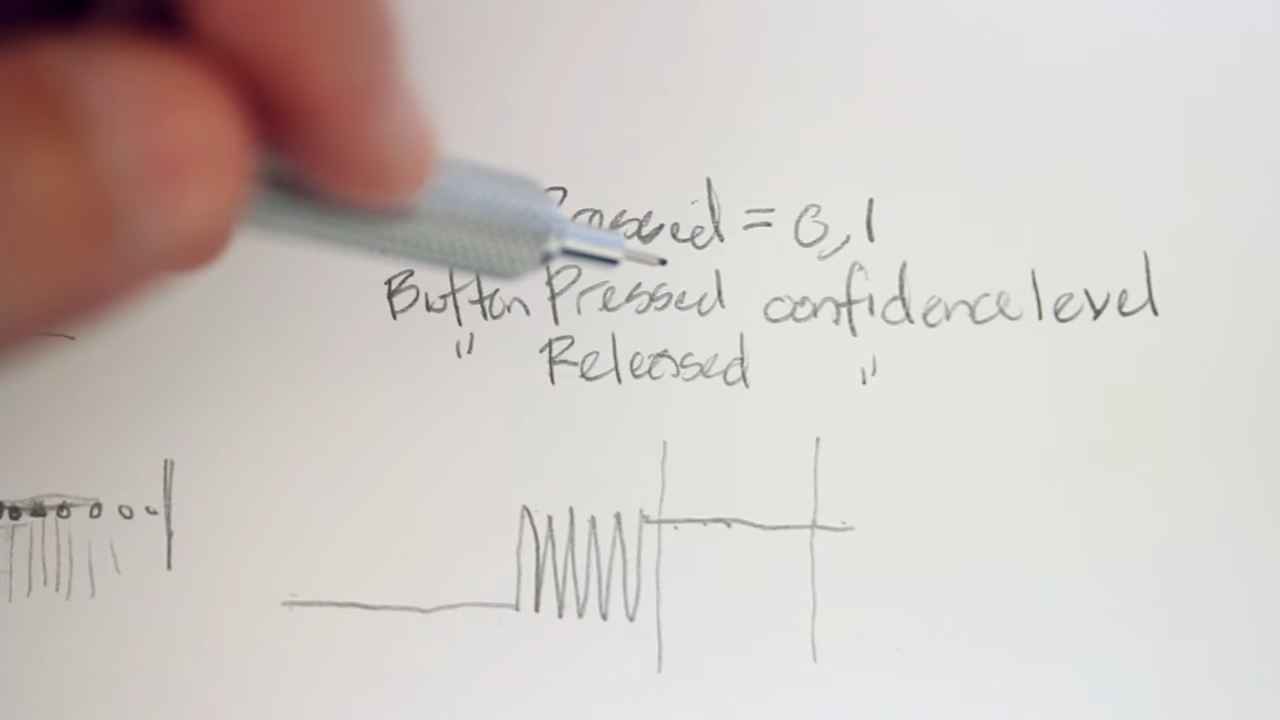 Pressed = 0,1
Button Pressed confidence level
" Released "